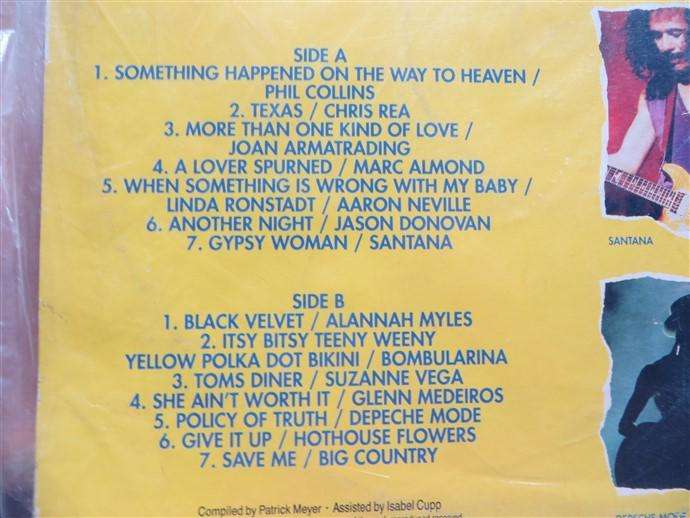 SIDE A
1. SOMETHING HAPPENED ON THE WAY TO HEAVEN /
PHIL COLLINS
2. TEXAS / CHRIS REA
3. MORE THAN ONE KIND OF LOVE /
JOAN ARMATRADING
4. A LOVER SPURNED / MARC ALMOND
5. WHEN SOMETHING IS WRONG WITH MY BABY /
LINDA RONSTADT / AARON NEVILLE
6. ANOTHER NIGHT / JASON DONOVAN
7. GYPSY WOMAN / SANTANA
SANTANA
SIDE B
1. BLACK VELVET / ALANNAH MYLES
2. ITSY BITSY TEENY WEENY
YELLOW POLKA DOT BIKINI / BOMBULARINA
3. TOMS DINER / SUZANNE VEGA
4. SHE AIN'T WORTH IT / GLENN MEDEIROS
5. POLICY OF TRUTH / DEPECHE MODE
6. GIVE IT UP / HOTHOUSE FLOWERS
7. SAVE ME / BIG COUNTRY
Compiled by Patrick Meyer · Assisted by Isabel Cupp